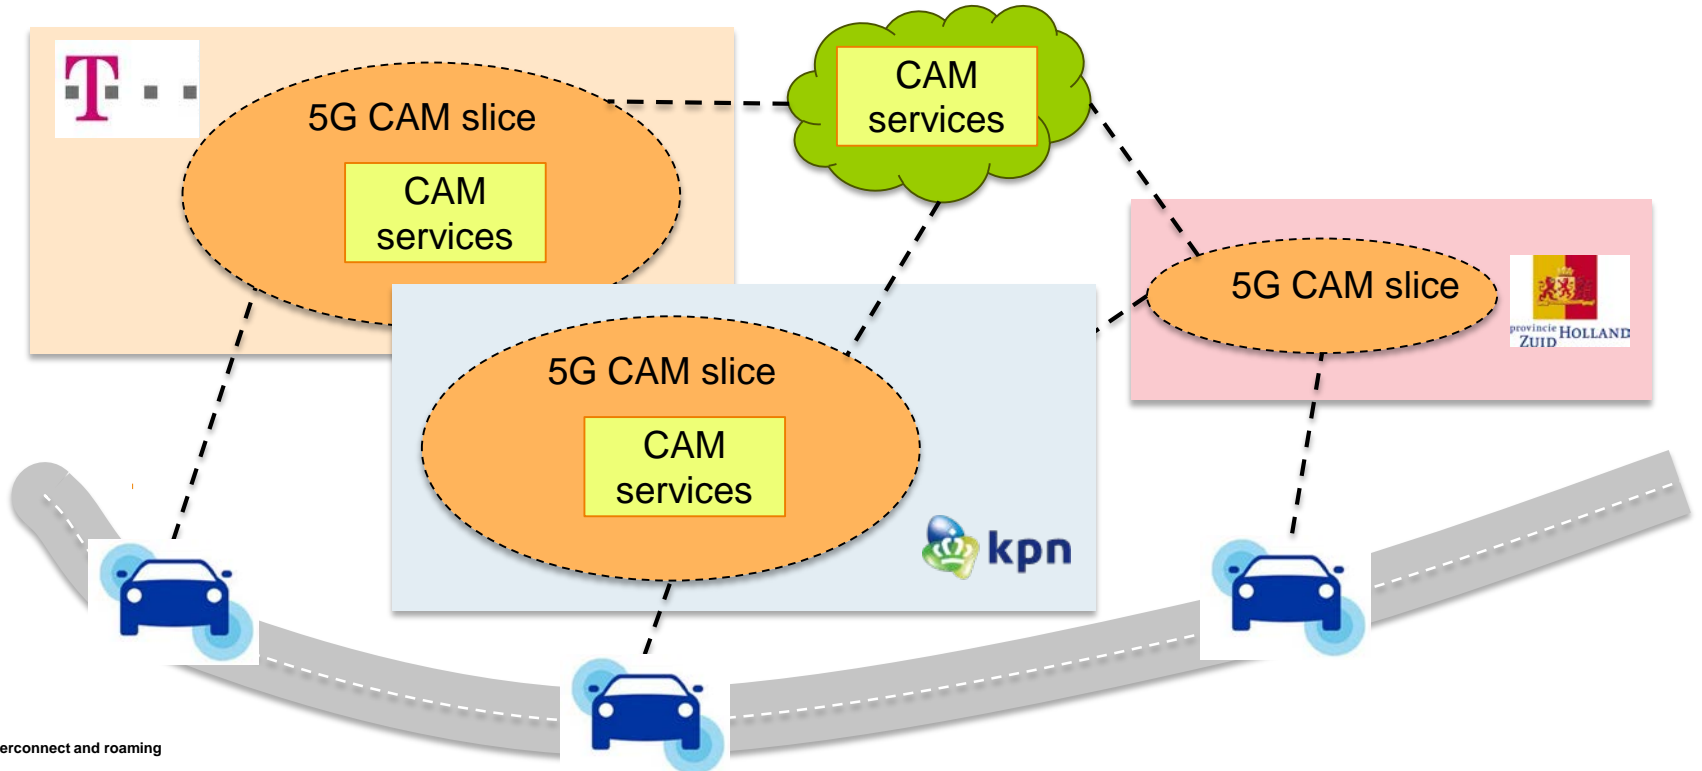 T
5G CAM slice
CAM
services
CAM
services
5G CAM slice
provincie HOLLAND
ZUID
5G CAM slice
CAM
services
kpn
erconnect and roaming